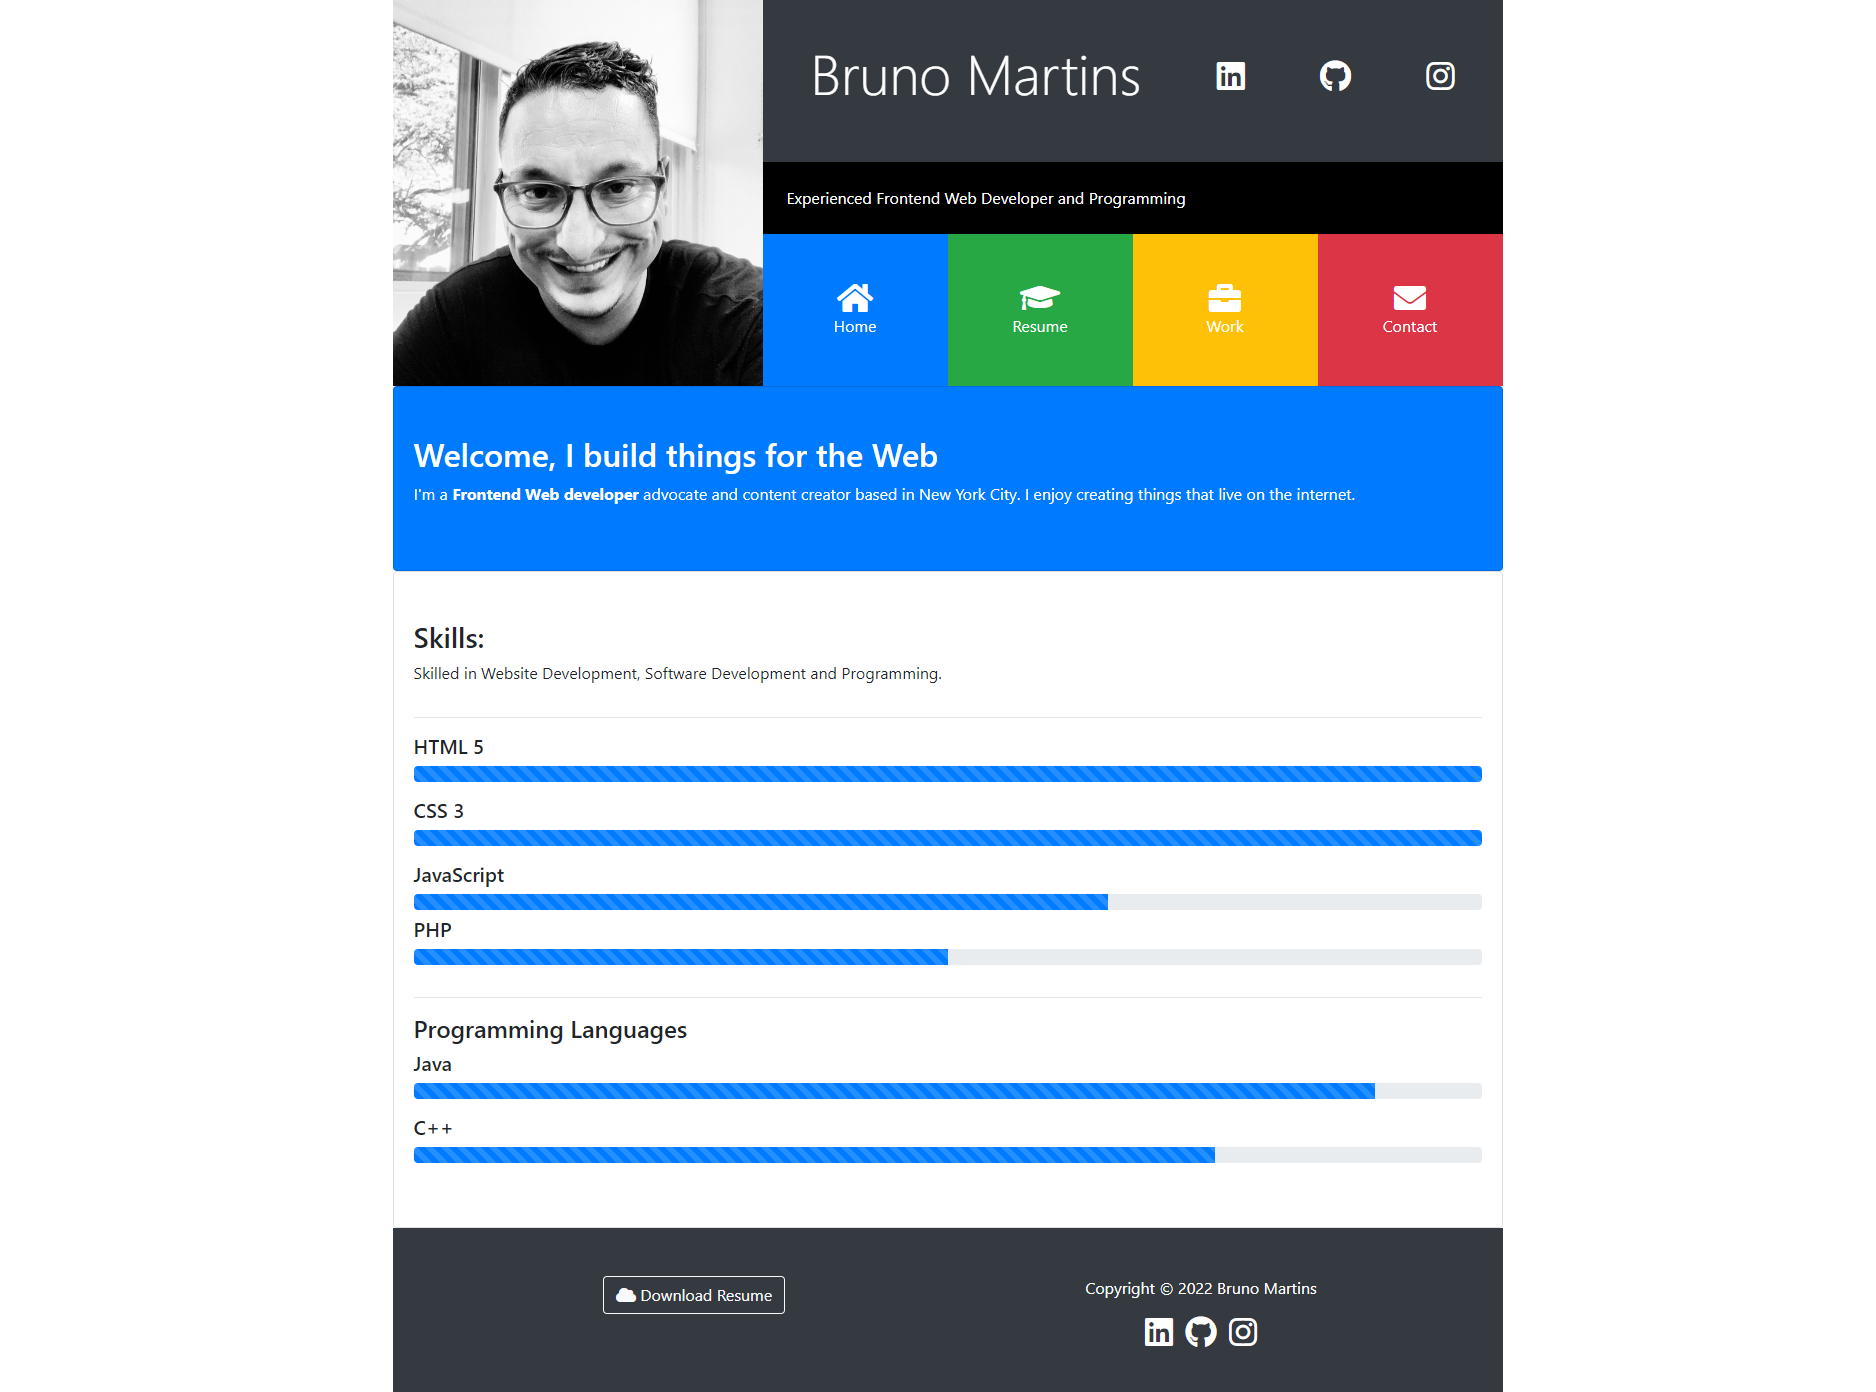 Bruno Martins
Experienced Frontend Web Developer and Programming
Home
Resume
Work
Contact
Welcome, I build things for the Web
I'm a Frontend Web developer advocate and content creator based in New York City. I enjoy creating things that live on the internet.
Skills:
Skilled in Website Development, Software Development and Programming.
HTML 5
CSS 3
JavaScript
PHP
Programming Languages
Java
C++
Download Resume
Copyright © 2022 Bruno Martins